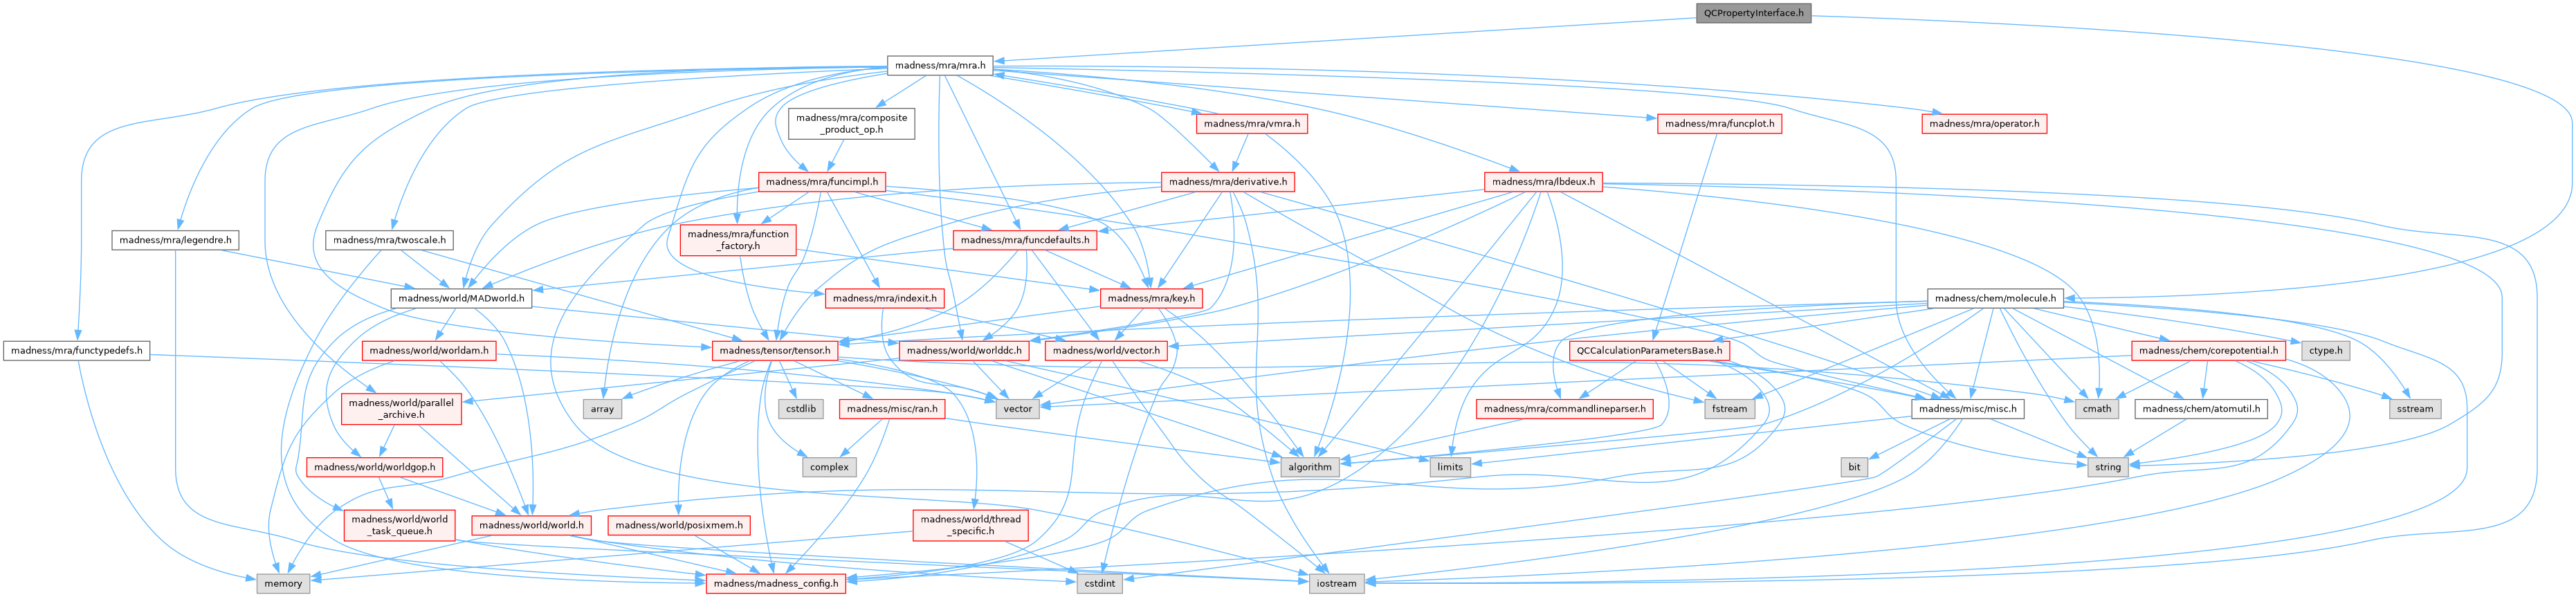 QCPropertyInterface.h
madness/mra/mra.h
madness/mra/composite
_product_op.h
madness/mra/vmra.h
madness/mra/funcplot.h
madness/mra/operator.h
madness/mra/funcimpl.h
madness/mra/derivative.h
madness/mra/lbdeux.h
madness/mra/legendre.h
madness/mra/twoscale.h
madness/mra/function
_factory.h
madness/mra/funcdefaults.h
madness/world/MADworld.h
madness/mra/indexit.h
madness/mra/key.h
madness/chem/molecule.h
madness/mra/functypedefs.h
madness/world/worldam.h
madness/tensor/tensor.h
madness/world/worlddc.h
madness/world/vector.h
QCCalculationParametersBase.h
madness/chem/corepotential.h
ctype.h
madness/world/parallel
_archive.h
array
cstdlib
madness/misc/ran.h
vector
madness/mra/commandlineparser.h
fstream
madness/misc/misc.h
cmath
madness/chem/atomutil.h
sstream
madness/world/worldgop.h
complex
algorithm
limits
bit
string
madness/world/world
_task_queue.h
madness/world/world.h
madness/world/posixmem.h
madness/world/thread
_specific.h
memory
madness/madness_config.h
cstdint
iostream